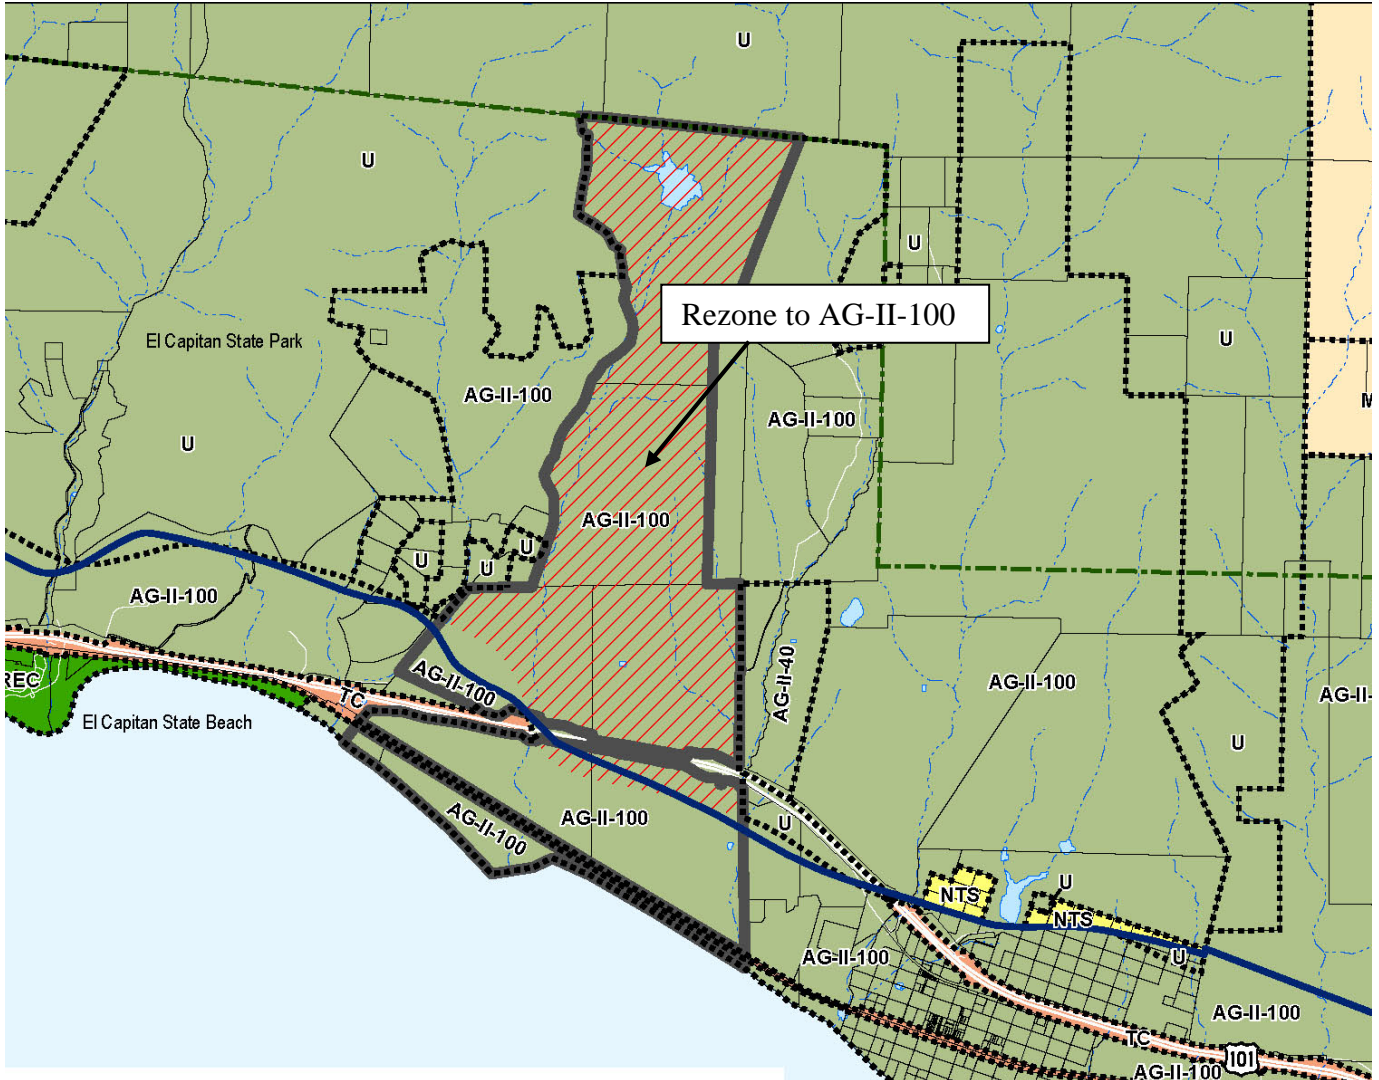 U
U
U
Rezone to AG-II-100
El Capitan State Park
U
AG-II-100
AG-II-100
M
U
AG-II-100
U
U
U
AG-II-100
AG-II-40
AG-II-100
AG-II-100
REC
TC
AG-II-
El Capitan State Beach
U
AG-II-100
AG-II-100
U
U
NTS
NTS
AG-II-100
U
AG-II-100
TC
101
AG-II-100